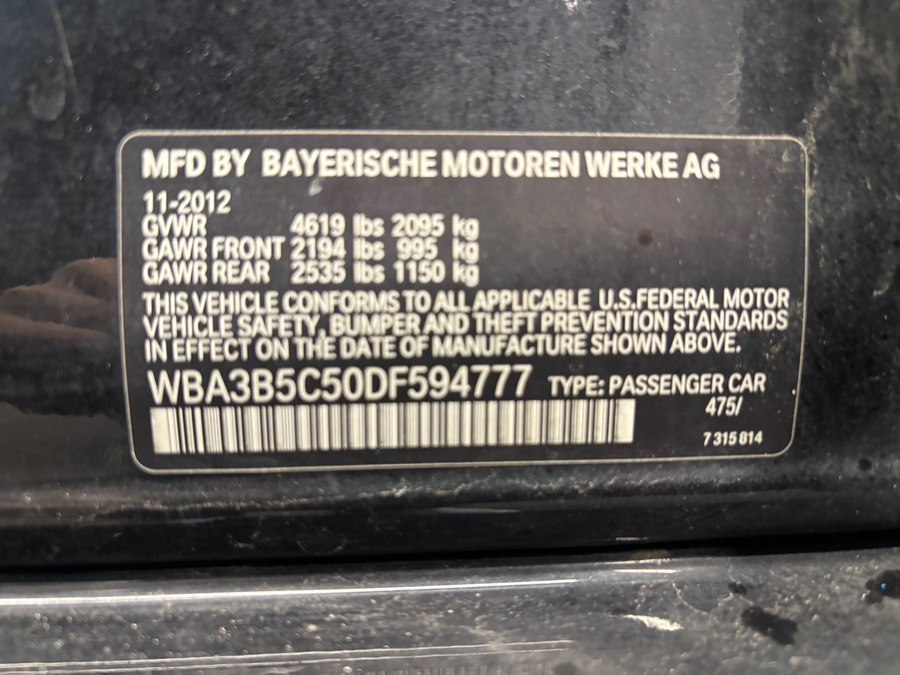 MFD BY BAYERISCHE MOTOREN WERKE AG
11-2012
GVWR 4619 lbs 2095 kg
GAWR FRONT 2194 lbs 995 kg
GAWR REAR 2535 lbs 1150 kg
THIS VEHICLE CONFORMS TO ALL APPLICABLE U.S.FEDERAL MOTOR
VEHICLE SAFETY, BUMPER AND THEFT PREVENTION STANDARDS
IN EFFECT ON THE DATE OF MANUFACTURE SHOWN ABOVE.
WBA3B5C50DF594777 TYPE: PASSENGER CAR
475/
7 315 814